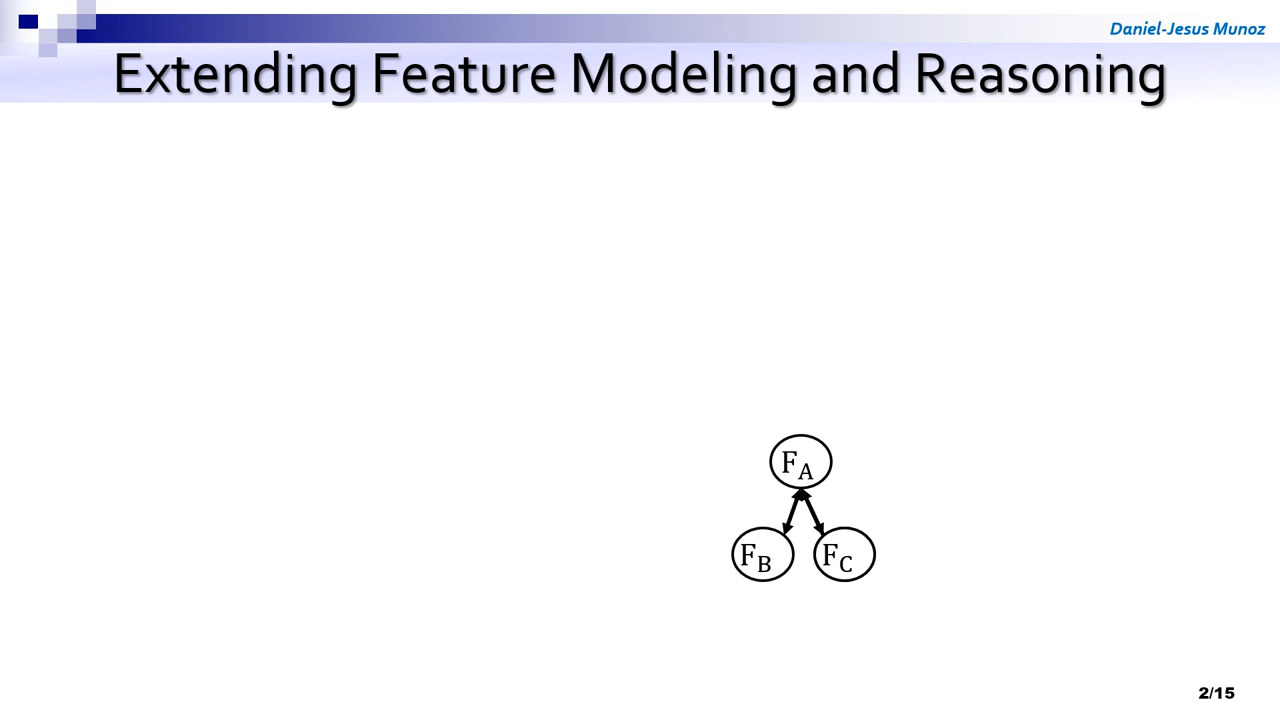 Daniel-Jesus Munoz
Extending Feature Modeling and Reasoning
F_A
F_B F_C
2/15